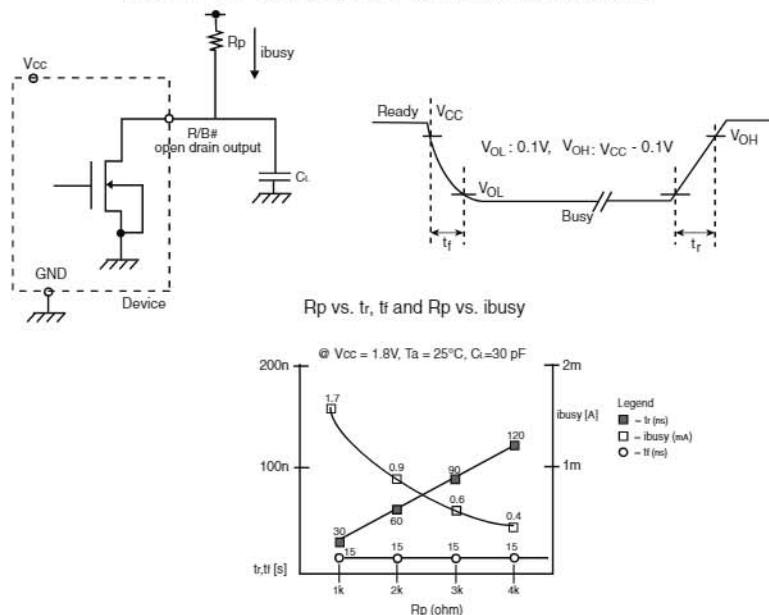 Rp
ibusy
Vcc
R/B#
open drain output
CL
GND
Device
Ready
VCC
VOL : 0.1V, VOH : VCC - 0.1V
VOH
VOL
Busy
tf
tr
Rp vs. tr, tf and Rp vs. ibusy
@ Vcc = 1.8V, Ta = 25°C, CL=30 pF
200n
2m
1.7
ibusy [A]
Legend
– tr (ns)
– ibusy (mA)
– tf (ns)
120
100n
0.9
90
1m
0.6
0.4
30
60
15
15
15
15
tr,tf [s]
1k
2k
3k
4k
Rp (ohm)